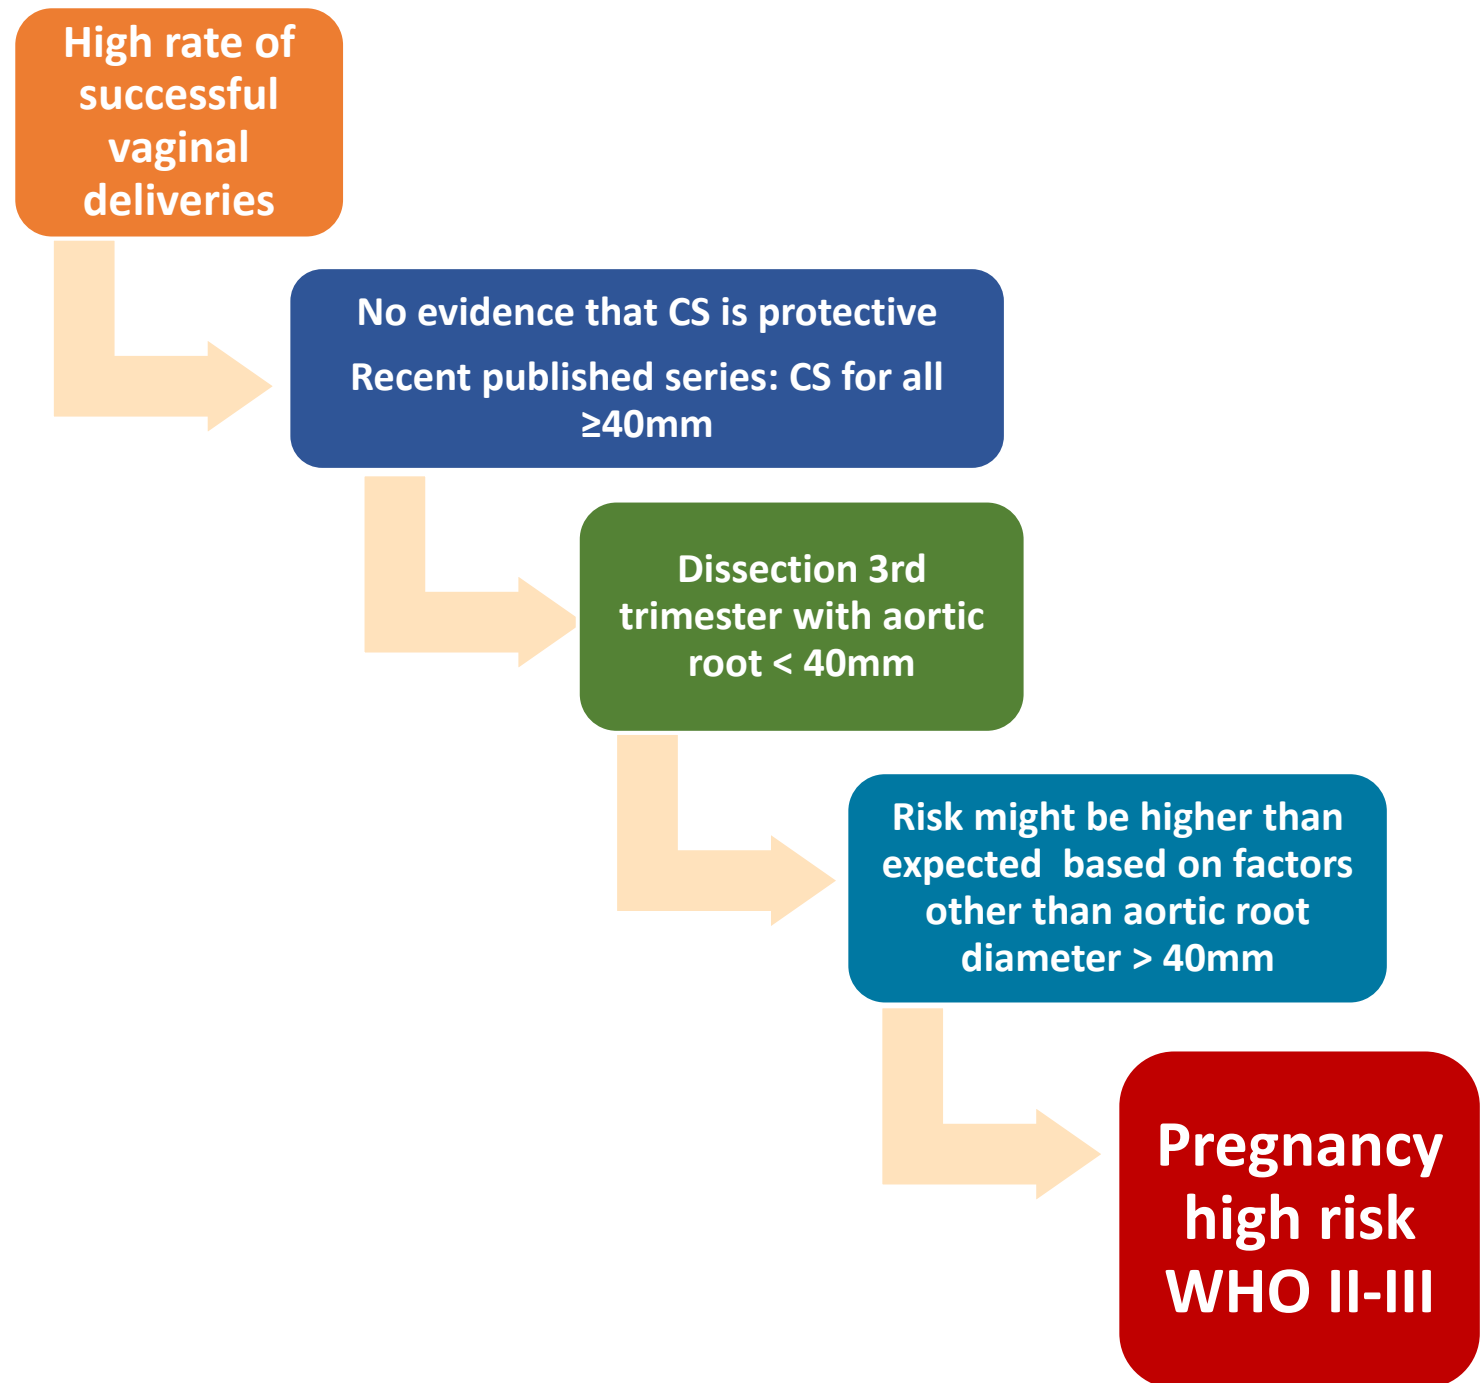 High rate of
successful
vaginal
deliveries
No evidence that CS is protective
Recent published series: CS for all
≥40mm
Dissection 3rd
trimester with aortic
root < 40mm
Risk might be higher than
expected  based on factors
other than aortic root
diameter > 40mm
Pregnancy
high risk
WHO II-III